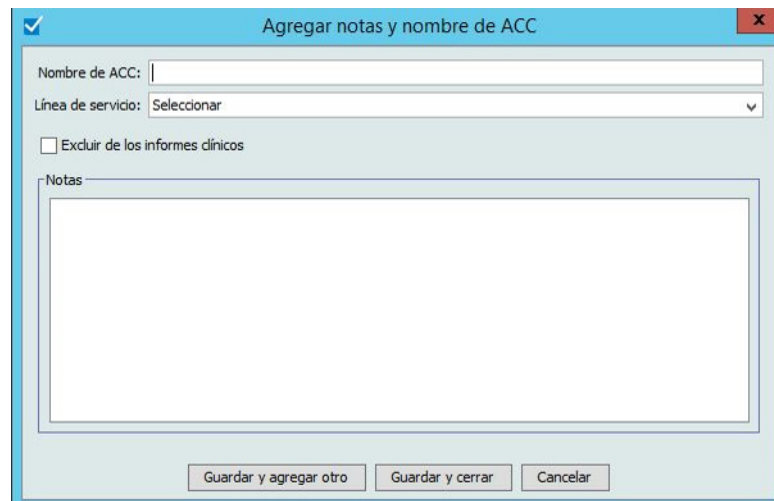 Agregar notas y nombre de ACC
x
Nombre de ACC:
Línea de servicio: Seleccionar
Excluir de los informes clínicos
Notas
Guardar y agregar otro Guardar y cerrar Cancelar